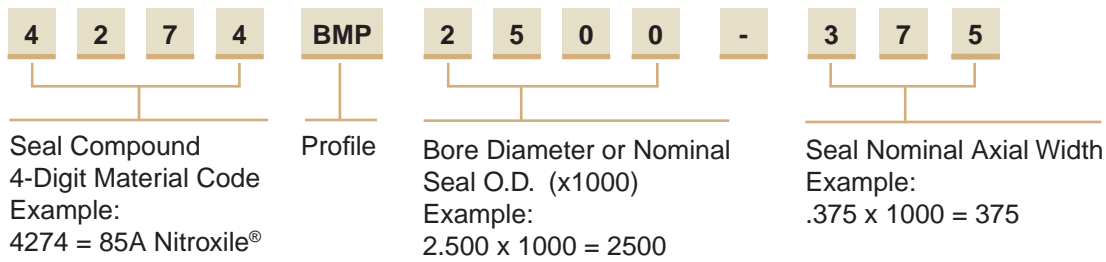 4 2 7 4 BMP 2 5 0 0 - 3 7 5
Seal Compound
4-Digit Material Code
Example:
4274 = 85A Nitroxile®
Profile
Bore Diameter or Nominal
Seal O.D. (x1000)
Example:
2.500 x 1000 = 2500
Seal Nominal Axial Width
Example:
.375 x 1000 = 375